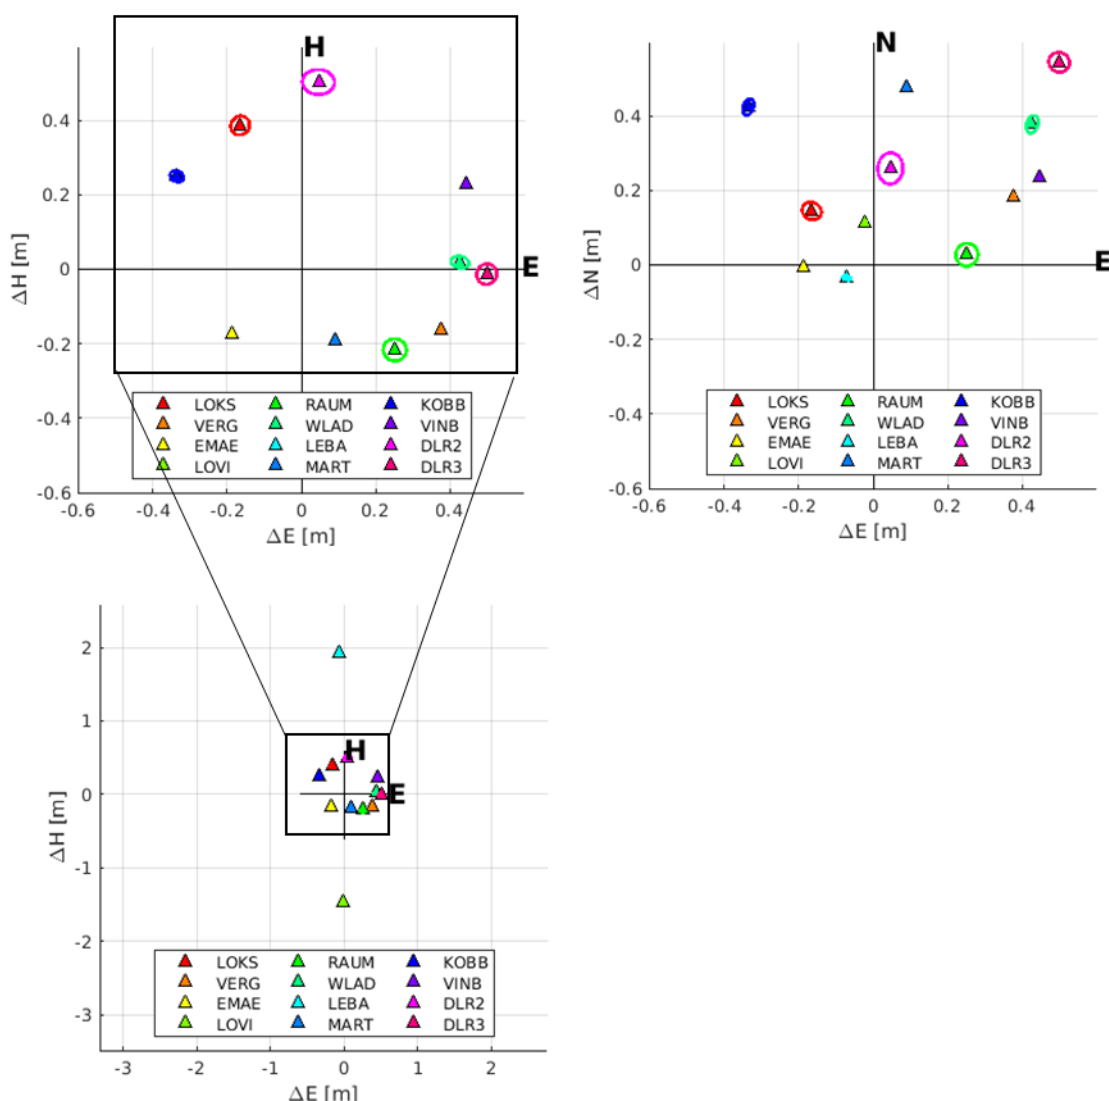 H
0.4
0.2
0
-0.2
-0.4
-0.6
ΔH [m]
E
LOKS RAUM KOBB
VERG WLAD VINB
EMAE LEBA DLR2
LOVI MART DLR3
-0.6 -0.4 -0.2 0 0.2 0.4
ΔE [m]
N
0.4
0.2
0
-0.2
-0.4
-0.6
ΔN [m]
E
LOKS RAUM KOBB
VERG WLAD VINB
EMAE LEBA DLR2
LOVI MART DLR3
-0.6 -0.4 -0.2 0 0.2 0.4
ΔE [m]
2
1
0
-1
-2
-3
ΔH [m]
H
E
LOKS RAUM KOBB
VERG WLAD VINB
EMAE LEBA DLR2
LOVI MART DLR3
-3 -2 -1 0 1 2
ΔE [m]